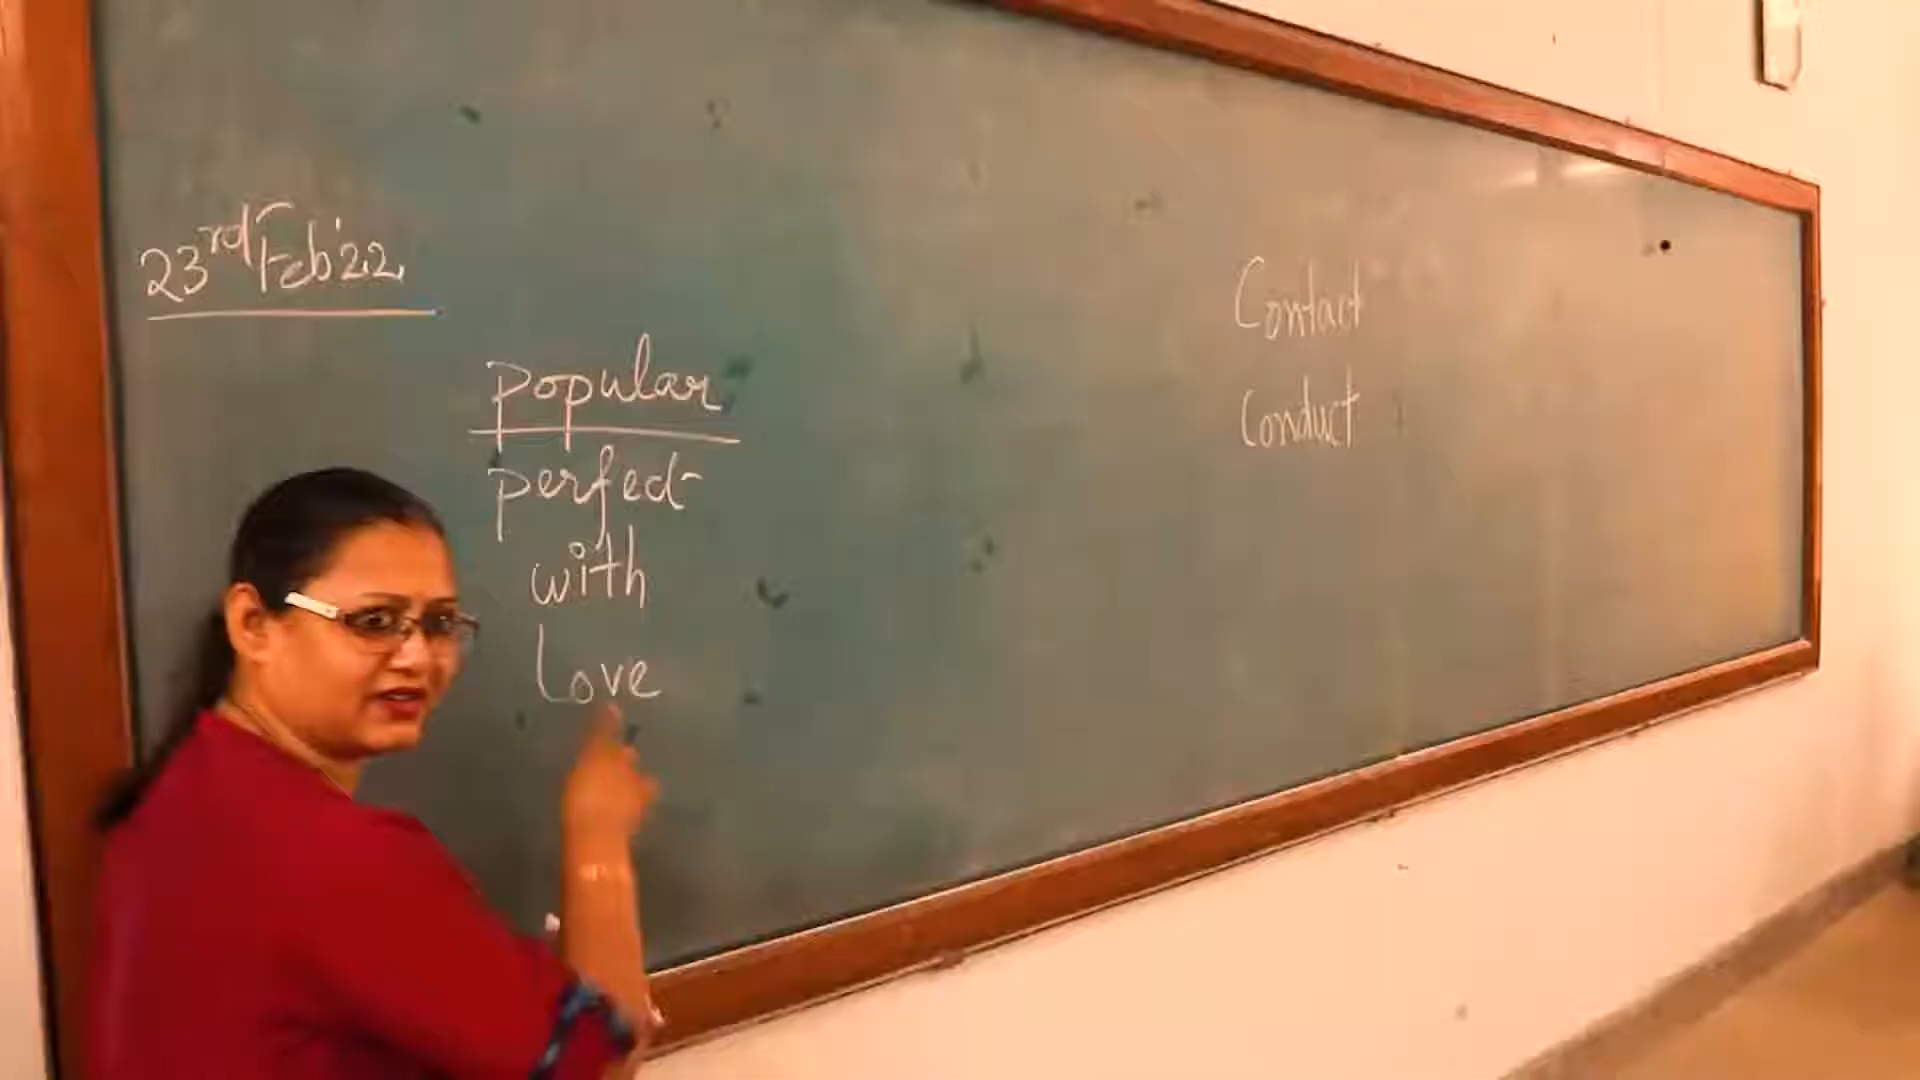 23rd Feb'22.
popular
perfect
with
Love
Contact
Conduct